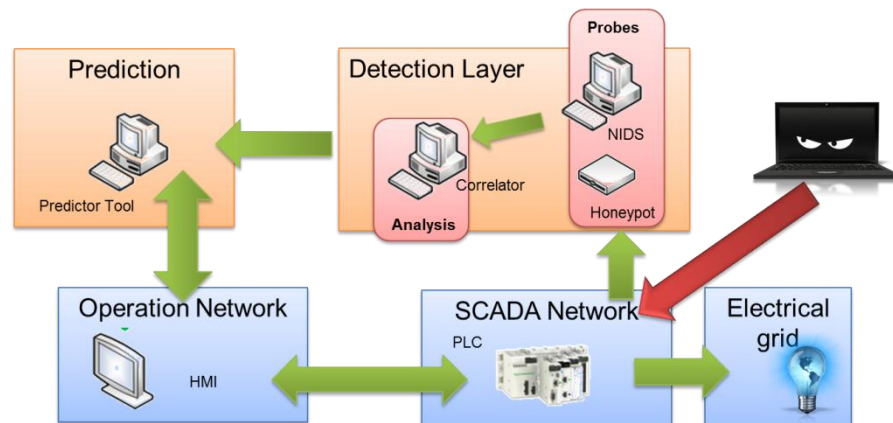 Probes
Prediction
Detection Layer
NIDS
Correlator
Predictor Tool
Analysis
Honeypot
Operation Network
SCADA Network
Electrical
grid
PLC
HMI